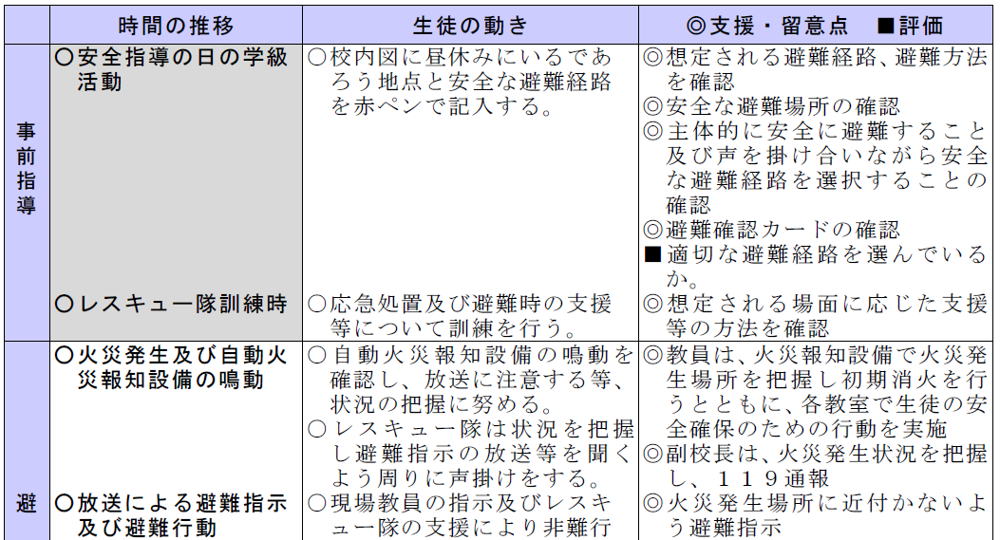 時間の推移
生徒の動き
◎支援・留意点 ■評価
事前指導
○安全指導の日の学級
活動
○校内図に昼休みにいるであ
ろう地点と安全な避難経路
を赤ペンで記入する。
◎想定される避難経路、避難方法
を確認
◎安全な避難場所の確認
◎主体的に安全に避難すること
及び声を掛け合いながら安全
な避難経路を選択することの
確認
◎避難確認カードの確認
■適切な避難経路を選んでいる
か。
○レスキュー隊訓練時
○応急処置及び避難時の支援
等について訓練を行う。
◎想定される場面に応じた支援
等の方法を確認
避
○火災発生及び自動火
災報知設備の鳴動
○自動火災報知設備の鳴動を
確認し、放送に注意する等、
状況の把握に努める。
○レスキュー隊は状況を把握
し避難指示の放送等を聞く
よう周りに声掛けをする。
◎教員は、火災報知設備で火災発
生場所を把握し初期消火を行
うとともに、各教室で生徒の安
全確保のための行動を実施
◎副校長は、火災発生状況を把握
し、１１９通報
○放送による避難指示
及び避難行動
○現場教員の指示及びレスキ
ュー隊の支援により非難行
◎火災発生場所に近付かないよ
う避難指示